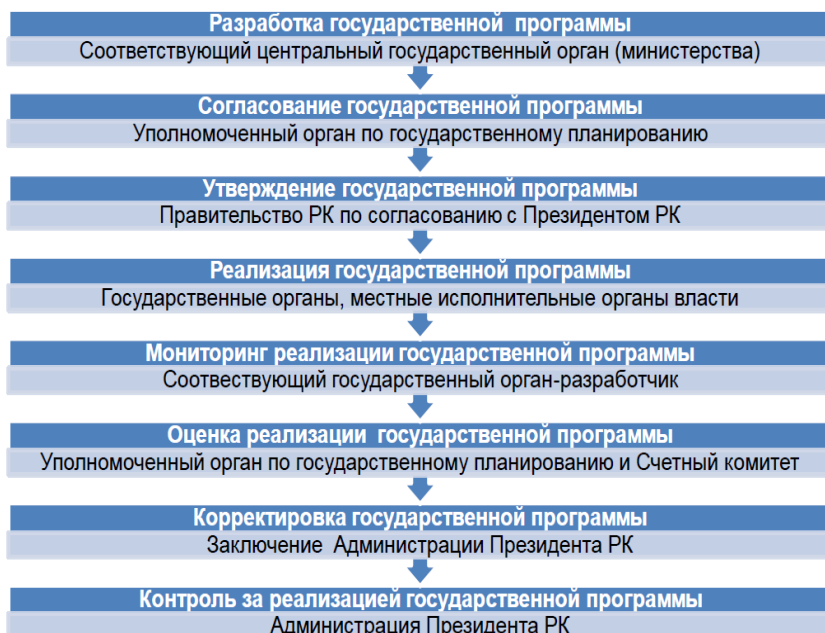 Разработка государственной программы
Соответствующий центральный государственный орган (министерства)
Согласование государственной программы
Уполномоченный орган по государственному планированию
Утверждение государственной программы
Правительство РК по согласованию с Президентом РК
Реализация государственной программы
Государственные органы, местные исполнительные органы власти
Мониторинг реализации государственной программы
Соотвествующий государственный орган-разработчик
Оценка реализации государственной программы
Уполномоченный орган по государственному планированию и Счетный комитет
Корректировка государственной программы
Заключение Администрации Президента РК
Контроль за реализацией государственной программы
Администрация Президента РК